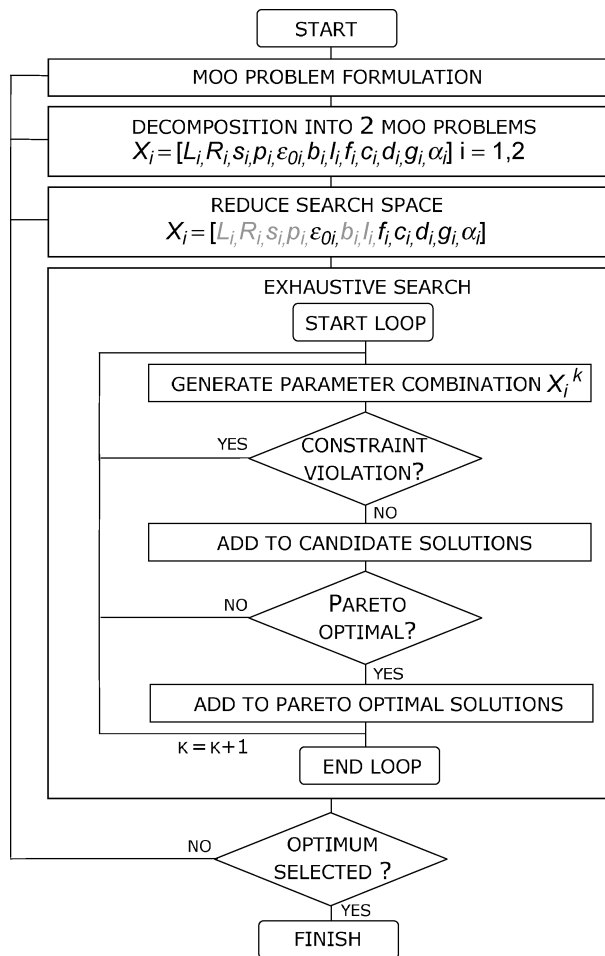 START
MOO PROBLEM FORMULATION
DECOMPOSITION INTO 2 MOO PROBLEMS
Xᵢ = [Lᵢ, Rᵢ, sᵢ, pᵢ, ε₀ᵢ, bᵢ, lᵢ, fᵢ, cᵢ, dᵢ, gᵢ, αᵢ] i = 1,2
REDUCE SEARCH SPACE
Xᵢ = [Lᵢ, Rᵢ, sᵢ, pᵢ, ε₀ᵢ, bᵢ, lᵢ, fᵢ, cᵢ, dᵢ, gᵢ, αᵢ]
EXHAUSTIVE SEARCH
START LOOP
GENERATE PARAMETER COMBINATION Xᵢᵏ
YES
CONSTRAINT
VIOLATION?
NO
ADD TO CANDIDATE SOLUTIONS
NO
PARETO
OPTIMAL?
YES
ADD TO PARETO OPTIMAL SOLUTIONS
K = K+1
END LOOP
NO
OPTIMUM
SELECTED ?
YES
FINISH